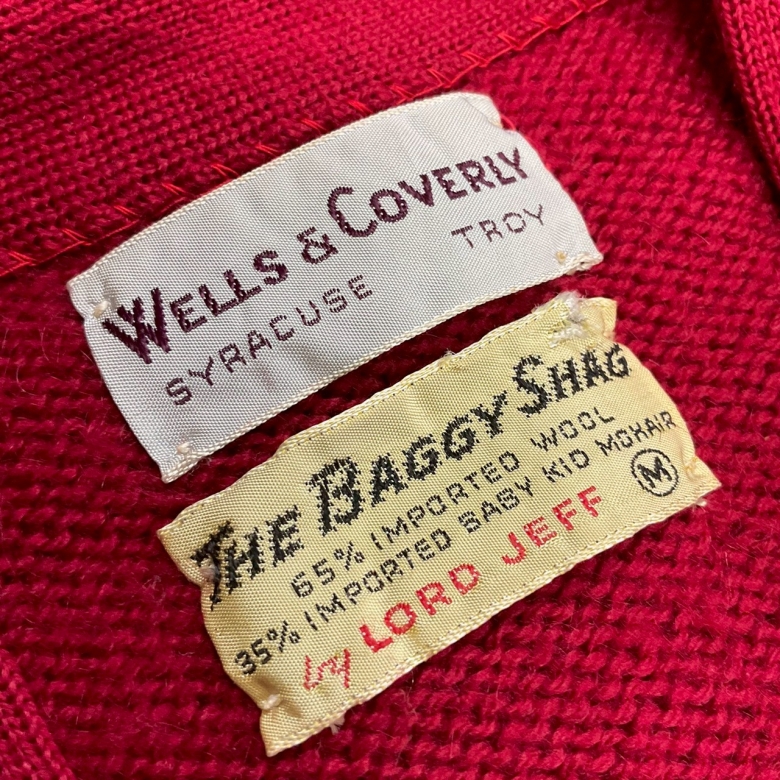 WELLS & COVERLY
SYRACUSE TROY
THE BAGGY SHAG
65% IMPORTED WOOL
35% IMPORTED BABY KID MOHAIR
M
by LORD JEFF